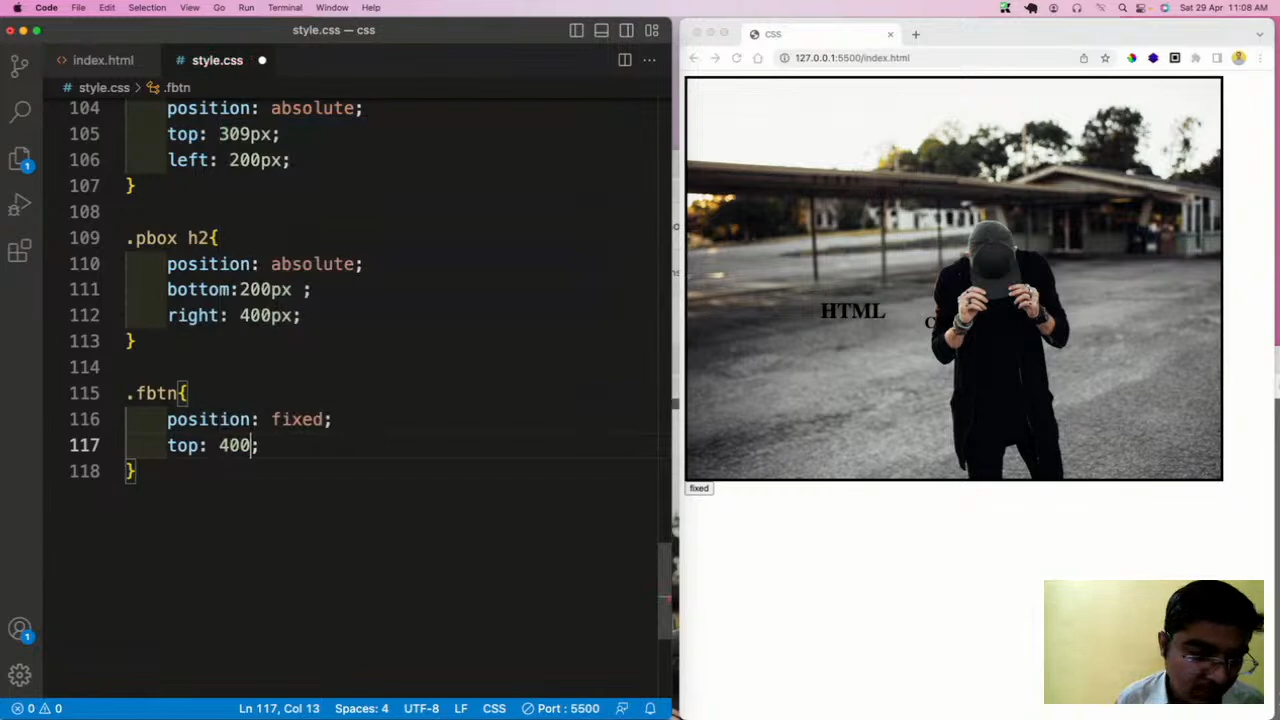 Code File Edit Selection View Go Run Terminal Window Help Sat 29 Apr 11:08 AM
style.css — css
CSS
index.html
style.css
127.0.0.1:5500/index.html
style.css > .fbtn
104 position: absolute;
105 top: 309px;
106 left: 200px;
107 }
108
109 .pbox h2{
110 position: absolute;
111 bottom:200px ;
112 right: 400px;
113 }
114
115 .fbtn{
116 position: fixed;
117 top: 400;
118 }
HTML
C
fixed
1
1
0 0 Ln 117, Col 13 Spaces: 4 UTF-8 LF CSS Port : 5500